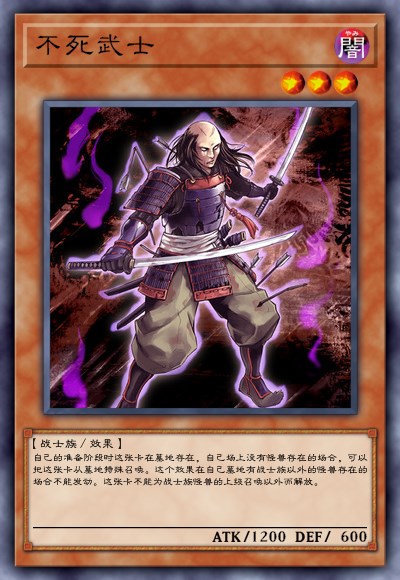 不死武士
やみ
闇
【战士族／效果】
自己的准备阶段时这张卡在墓地存在，自己场上没有怪兽存在的场合，可以
把这张卡从墓地特殊召唤。这个效果在自己墓地有战士族以外的怪兽存在的
场合不能发动。这张卡不能为战士族怪兽的上级召唤以外而解放。
ATK/1200 DEF/ 600